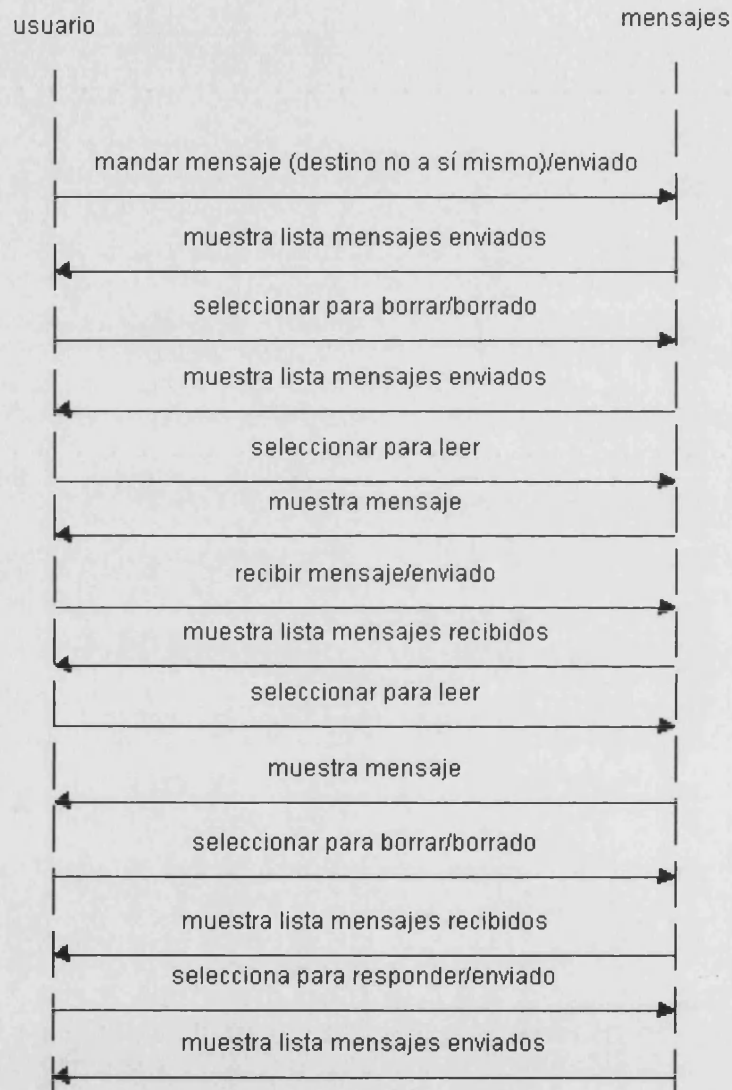 usuario
mensajes
mandar mensaje (destino no a sí mismo)/enviado
muestra lista mensajes enviados
seleccionar para borrar/borrado
muestra lista mensajes enviados
seleccionar para leer
muestra mensaje
recibir mensaje/enviado
muestra lista mensajes recibidos
seleccionar para leer
muestra mensaje
seleccionar para borrar/borrado
muestra lista mensajes recibidos
selecciona para responder/enviado
muestra lista mensajes enviados